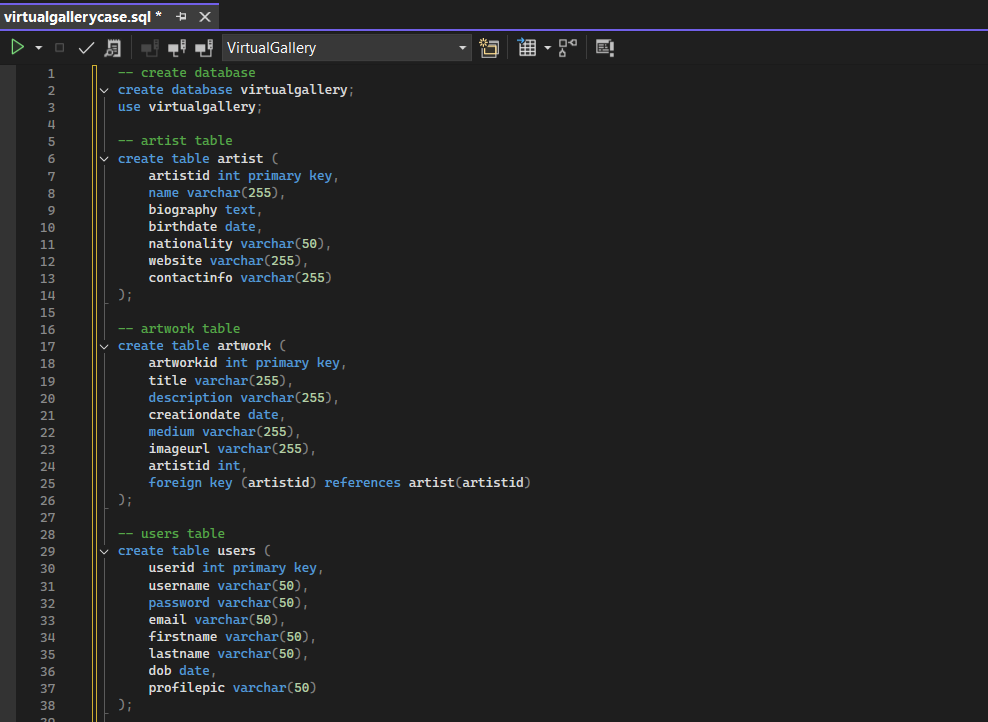 virtualgallerycase.sql *
VirtualGallery
1 -- create database
2 create database virtualgallery;
3 use virtualgallery;
4
5 -- artist table
6 create table artist (
7 artistid int primary key,
8 name varchar(255),
9 biography text,
10 birthdate date,
11 nationality varchar(50),
12 website varchar(255),
13 contactinfo varchar(255)
14 );
15
16 -- artwork table
17 create table artwork (
18 artworkid int primary key,
19 title varchar(255),
20 description varchar(255),
21 creationdate date,
22 medium varchar(255),
23 imageurl varchar(255),
24 artistid int,
25 foreign key (artistid) references artist(artistid)
26 );
27
28 -- users table
29 create table users (
30 userid int primary key,
31 username varchar(50),
32 password varchar(50),
33 email varchar(50),
34 firstname varchar(50),
35 lastname varchar(50),
36 dob date,
37 profilepic varchar(50)
38 );